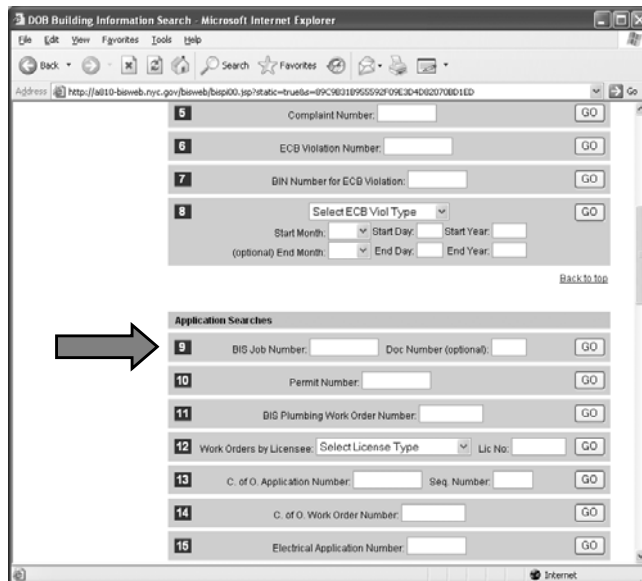 DOB Building Information Search - Microsoft Internet Explorer
File Edit View Favorites Tools Help
Back Search Favorites
Address http://a810-bisweb.nyc.gov/bisweb/bispi00.jsp?static=true&s=89C9B31B955592F09E3D4D82070BD1ED Go
5 Complaint Number: GO
6 ECB Violation Number: GO
7 BIN Number for ECB Violation: GO
8 Select ECB Viol Type GO
Start Month: Start Day: Start Year:
(optional) End Month: End Day: End Year:
Back to top
Application Searches
9 BIS Job Number: Doc Number (optional): GO
10 Permit Number: GO
11 BIS Plumbing Work Order Number: GO
12 Work Orders by Licensee: Select License Type Lic No: GO
13 C. of O. Application Number: Seq. Number: GO
14 C. of O. Work Order Number: GO
15 Electrical Application Number: GO
Internet